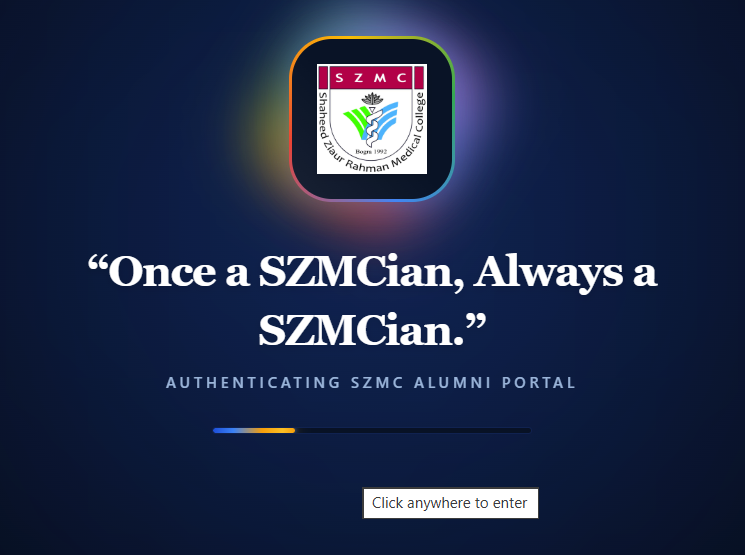 S Z M C
Shaheed Ziaur Rahman Medical College
Bogra 1992
“Once a SZMCian, Always a
SZMCian.”
AUTHENTICATING SZMC ALUMNI PORTAL
Click anywhere to enter